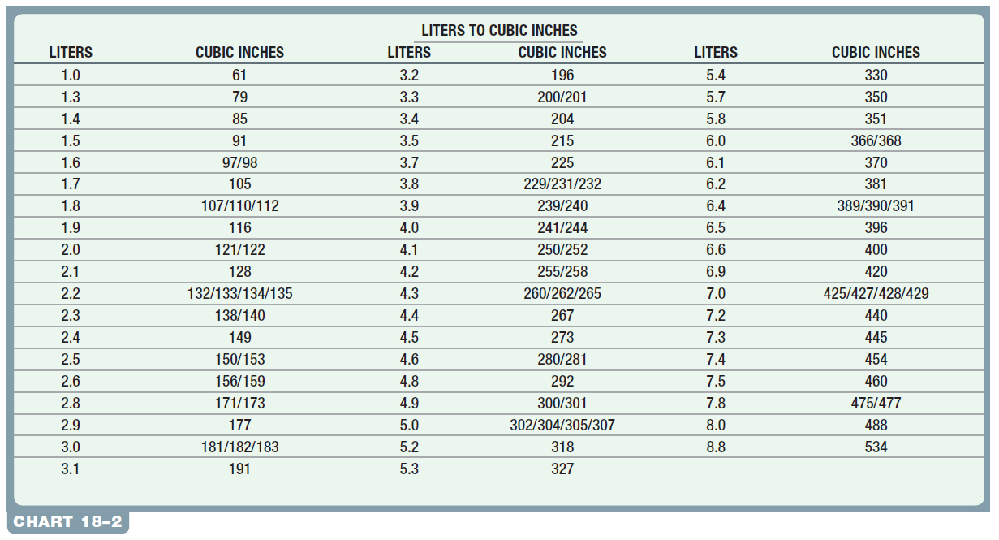 LITERS TO CUBIC INCHES
LITERS CUBIC INCHES LITERS CUBIC INCHES LITERS CUBIC INCHES
1.0 61 3.2 196 5.4 330
1.3 79 3.3 200/201 5.7 350
1.4 85 3.4 204 5.8 351
1.5 91 3.5 215 6.0 366/368
1.6 97/98 3.7 225 6.1 370
1.7 105 3.8 229/231/232 6.2 381
1.8 107/110/112 3.9 239/240 6.4 389/390/391
1.9 116 4.0 241/244 6.5 396
2.0 121/122 4.1 250/252 6.6 400
2.1 128 4.2 255/258 6.9 420
2.2 132/133/134/135 4.3 260/262/265 7.0 425/427/428/429
2.3 138/140 4.4 267 7.2 440
2.4 149 4.5 273 7.3 445
2.5 150/153 4.6 280/281 7.4 454
2.6 156/159 4.8 292 7.5 460
2.8 171/173 4.9 300/301 7.8 475/477
2.9 177 5.0 302/304/305/307 8.0 488
3.0 181/182/183 5.2 318 8.8 534
3.1 191 5.3 327
CHART 18–2